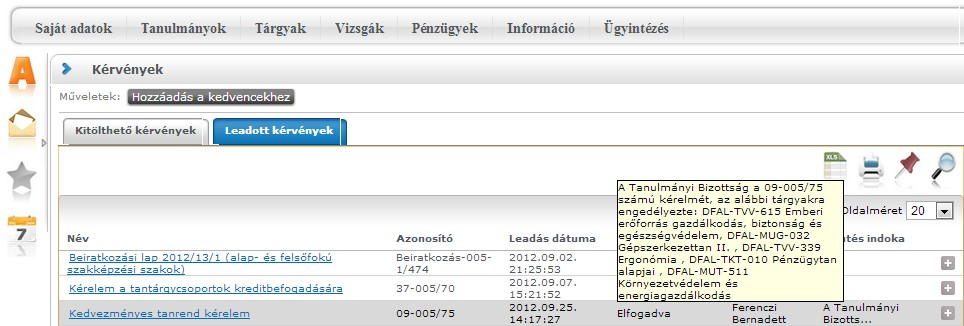 Saját adatok Tanulmányok Tárgyak Vizsgák Pénzügyek Információ Ügyintézés
Kérvények
Műveletek: Hozzáadás a kedvencekhez
Kitölthető kérvények Leadott kérvények
XLS
A Tanulmányi Bizottság a 09-005/75
számú kérelmét, az alábbi tárgyakra
engedélyezte: DFAL-TVV-615 Emberi
erőforrás gazdálkodás, biztonság és
egészségvédelem, DFAL-MUG-032
Gépszerkezettan II. , DFAL-TVV-339
Ergonómia , DFAL-TKT-010 Pénzügytan
alapjai , DFAL-MUT-511
Környezetvédelem és
energiagazdálkodás
Oldalméret 20
Név Azonosító Leadás dátuma ntés indoka
Beiratkozási lap 2012/13/1 (alap- és felsőfokú
szakképzési szakok)
Beiratkozás-005-
1/474
2012.09.02.
21:25:53
Kérelem a tantárgycsoportok kreditbefogadására 37-005/70 2012.09.07.
15:21:52
Kedvezményes tanrend kérelem 09-005/75 2012.09.25.
14:17:27
Elfogadva
Ferenczi
Bernadett
A Tanulmányi
Bizotts...
7